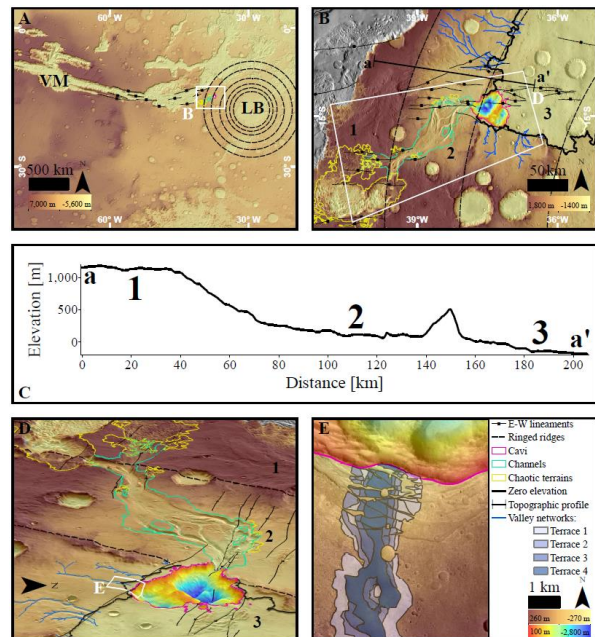 A
0°
0°
VM
B
LB
30°S
30°S
500 km
N
7,000 m
-5,600 m
60°W
30°W
B
a
a'
D
15°S
15°S
1
2
3
50 km
N
39°W
36°W
1,800 m
-1400 m
Elevation [m]
1,000
500
0
a
1
2
3
a'
0
20
40
60
80
100
120
140
160
180
200
Distance [km]
C
D
1
2
3
E
N
E
E-W lineaments
Ringed ridges
Cavi
Channels
Chaotic terrains
Zero elevation
Topographic profile
Valley networks:
Terrace 1
Terrace 2
Terrace 3
Terrace 4
1 km
N
260 m
-270 m
100 m
-2,800 m